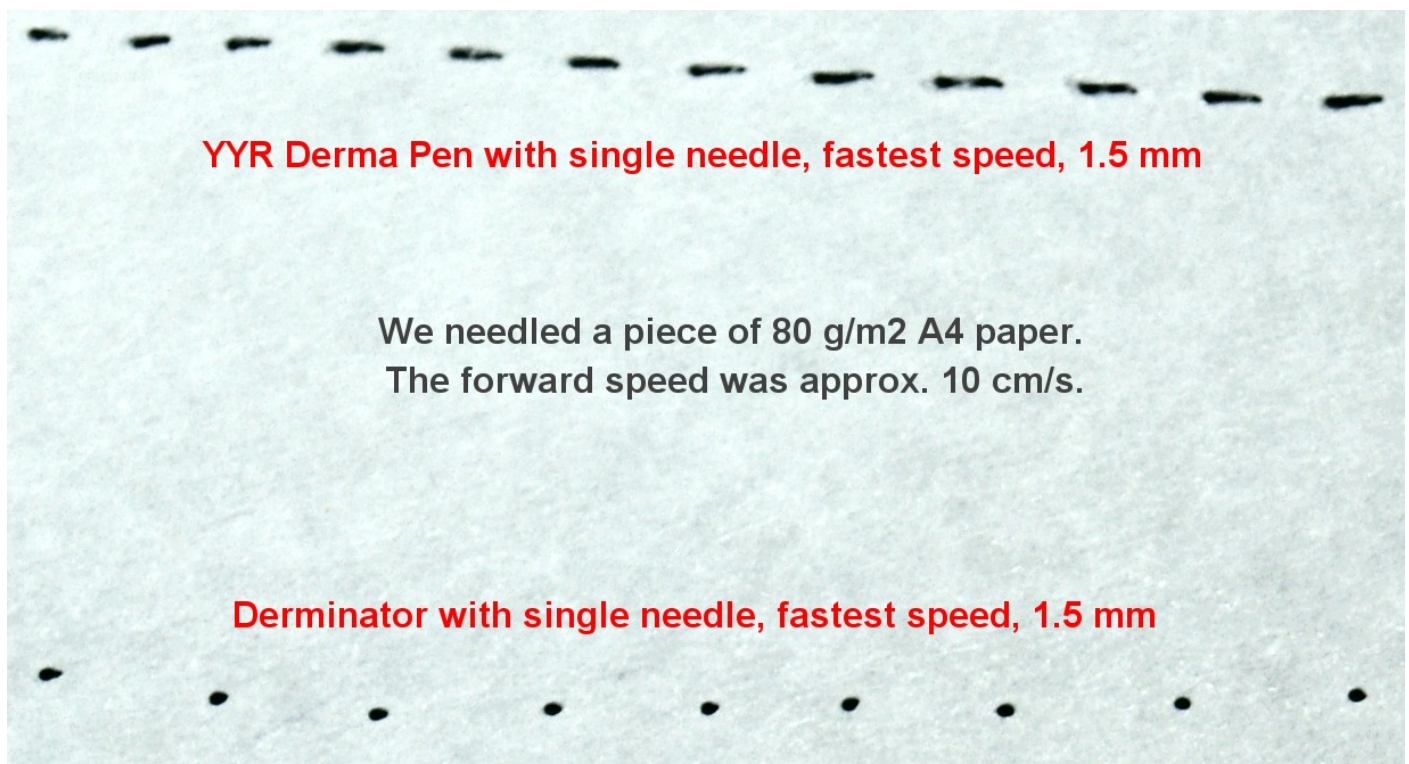 YYR Derma Pen with single needle, fastest speed, 1.5 mm
We needled a piece of 80 g/m2 A4 paper.
The forward speed was approx. 10 cm/s.
Derminator with single needle, fastest speed, 1.5 mm